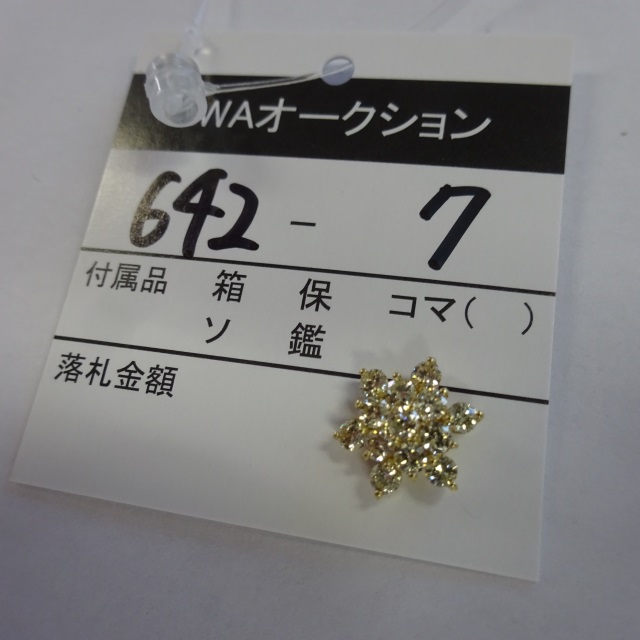 WAオークション
642 - 7
付属品 箱 保 コマ( )
ソ 鑑
落札金額